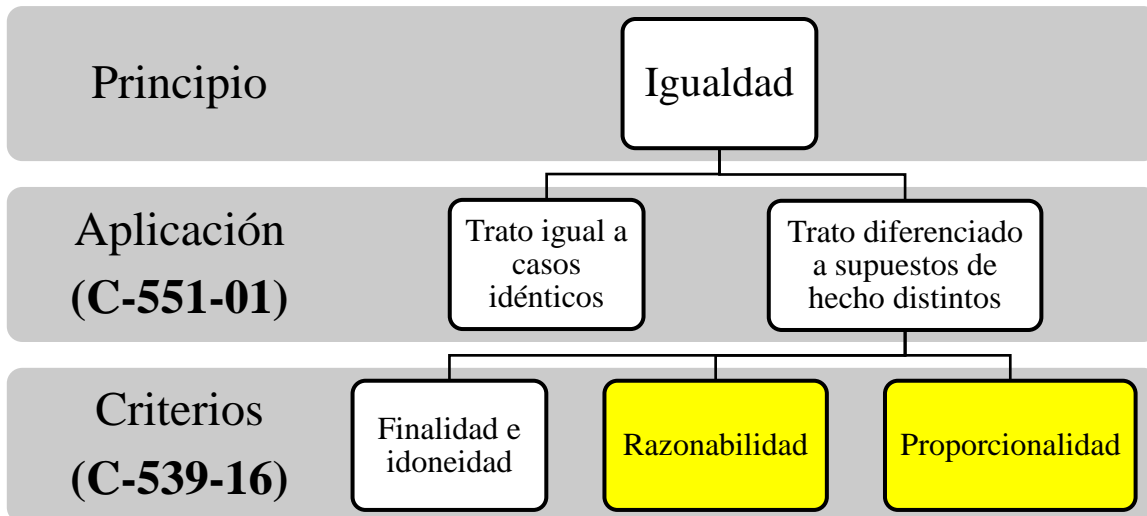 Principio
Igualdad
Aplicación
(C-551-01)
Trato igual a
casos
idénticos
Trato diferenciado
a supuestos de
hecho distintos
Criterios
(C-539-16)
Finalidad e
idoneidad
Razonabilidad
Proporcionalidad